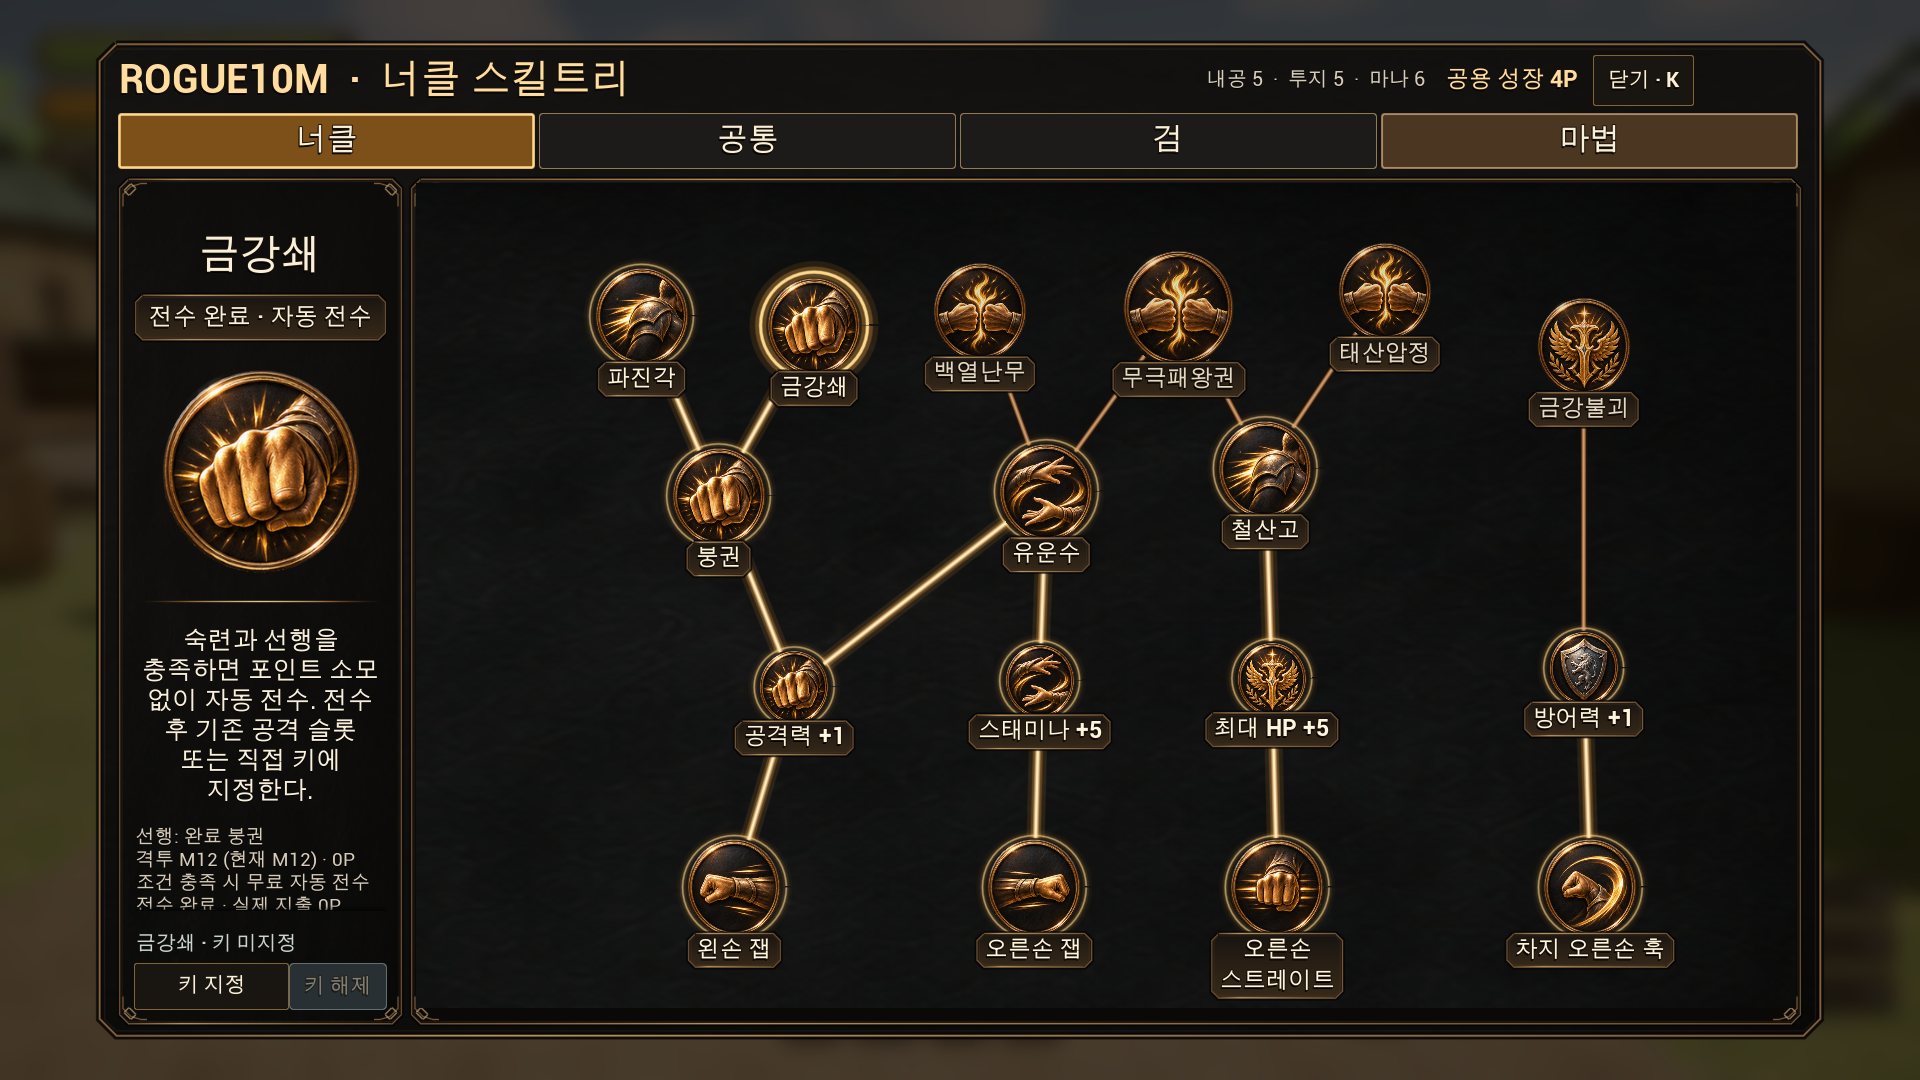 ROGUE10M · 너클 스킬트리
내공 5 · 투지 5 · 마나 6 공용 성장 4P 닫기 · K
너클 공통 검 마법
금강쇄
전수 완료 · 자동 전수
숙련과 선행을
충족하면 포인트 소모
없이 자동 전수. 전수
후 기존 공격 슬롯
또는 직접 키에
지정한다.
선행: 완료 붕권
격투 M12 (현재 M12) · 0P
조건 충족 시 무료 자동 전수
전수 완료 · 실제 지출 0P
금강쇄 · 키 미지정
키 지정 키 해제
파진각
금강쇄
백열난무
무극패왕권
태산압정
금강불괴
붕권
유운수
철산고
공격력 +1
스태미나 +5
최대 HP +5
방어력 +1
왼손 잽
오른손 잽
오른손
스트레이트
차지 오른손 훅